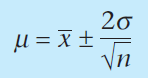 μ = x̄ ± 2σ/√n